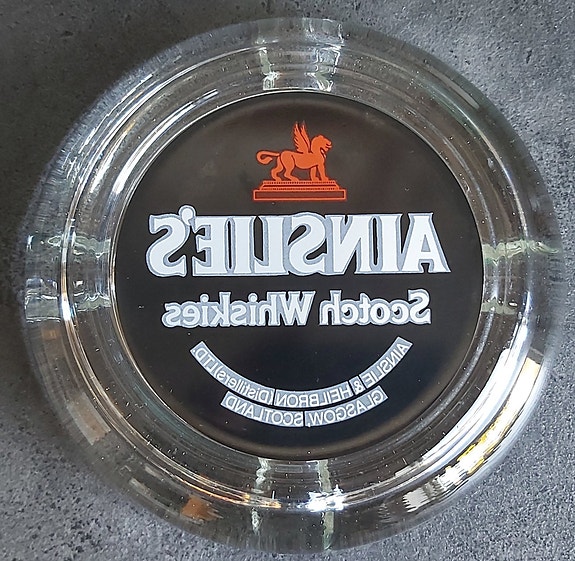 AINSLIE'S
Scotch Whiskies
AINSLIE & HEILBRON (Distillers) LTD
GLASGOW SCOTLAND